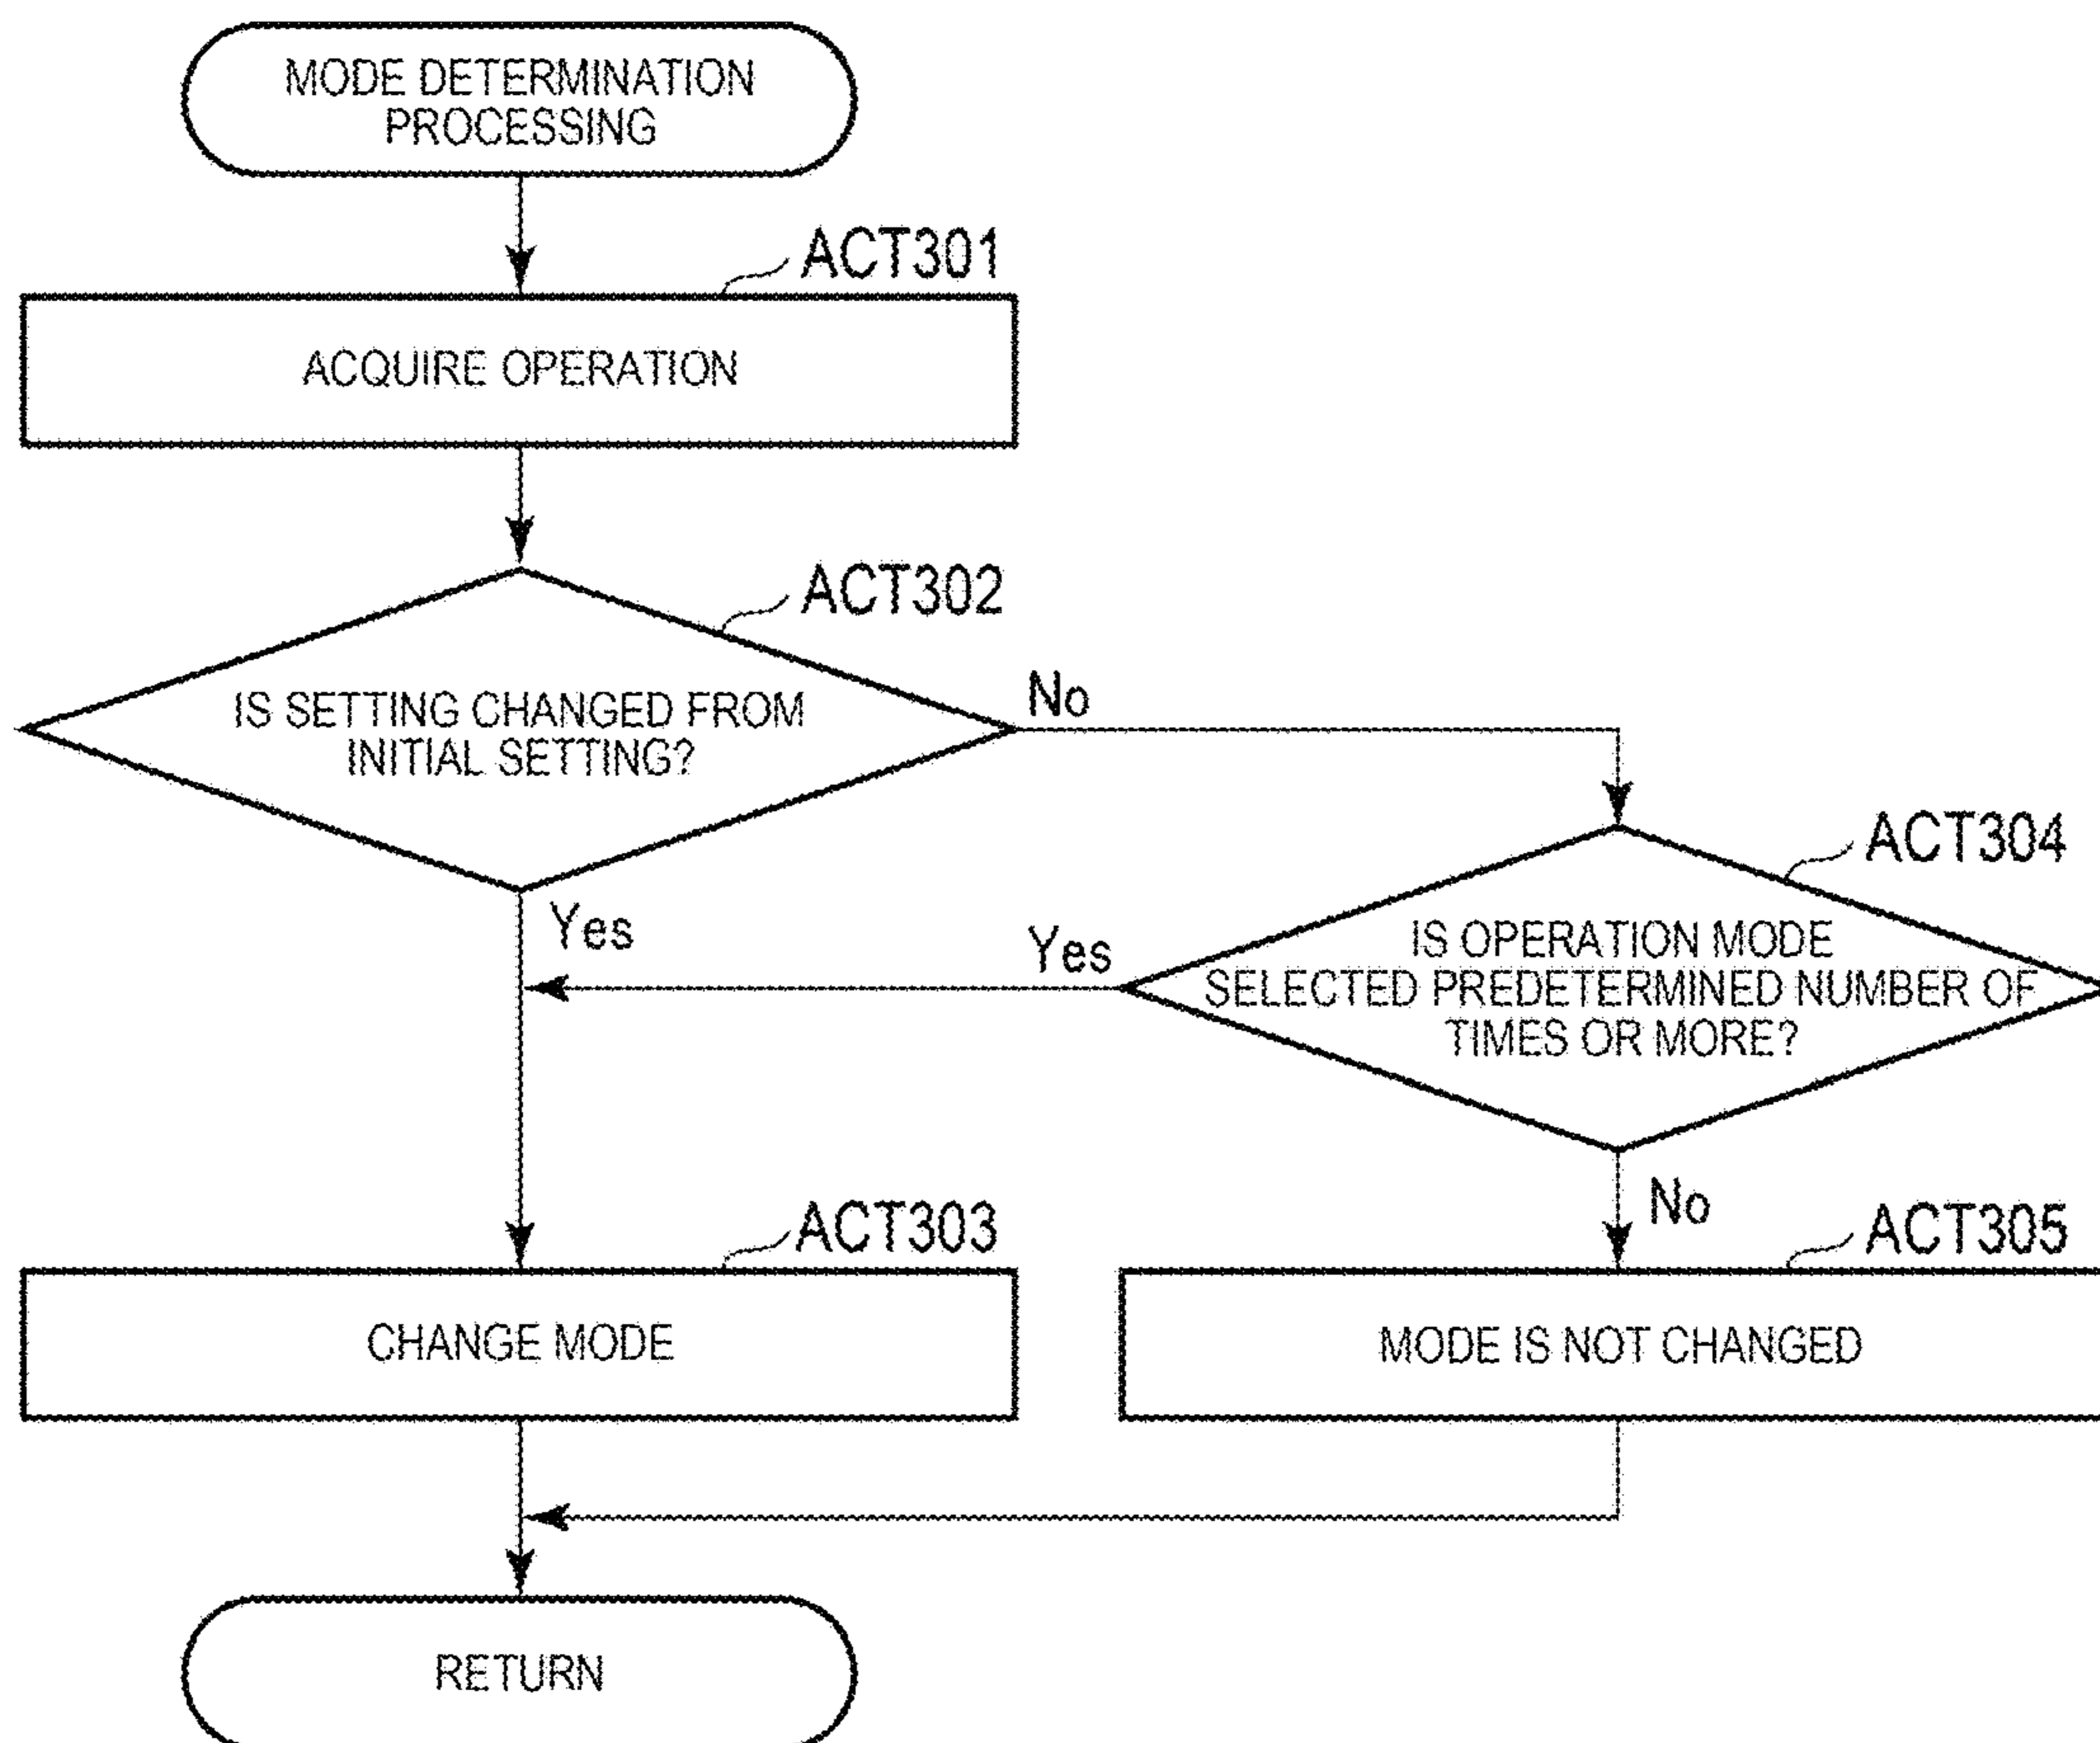 MODE DETERMINATION
PROCESSING
ACT301
ACQUIRE OPERATION
ACT302
IS SETTING CHANGED FROM
INITIAL SETTING?
No
Yes
ACT304
IS OPERATION MODE
SELECTED PREDETERMINED NUMBER OF
TIMES OR MORE?
Yes
No
ACT303
CHANGE MODE
ACT305
MODE IS NOT CHANGED
RETURN